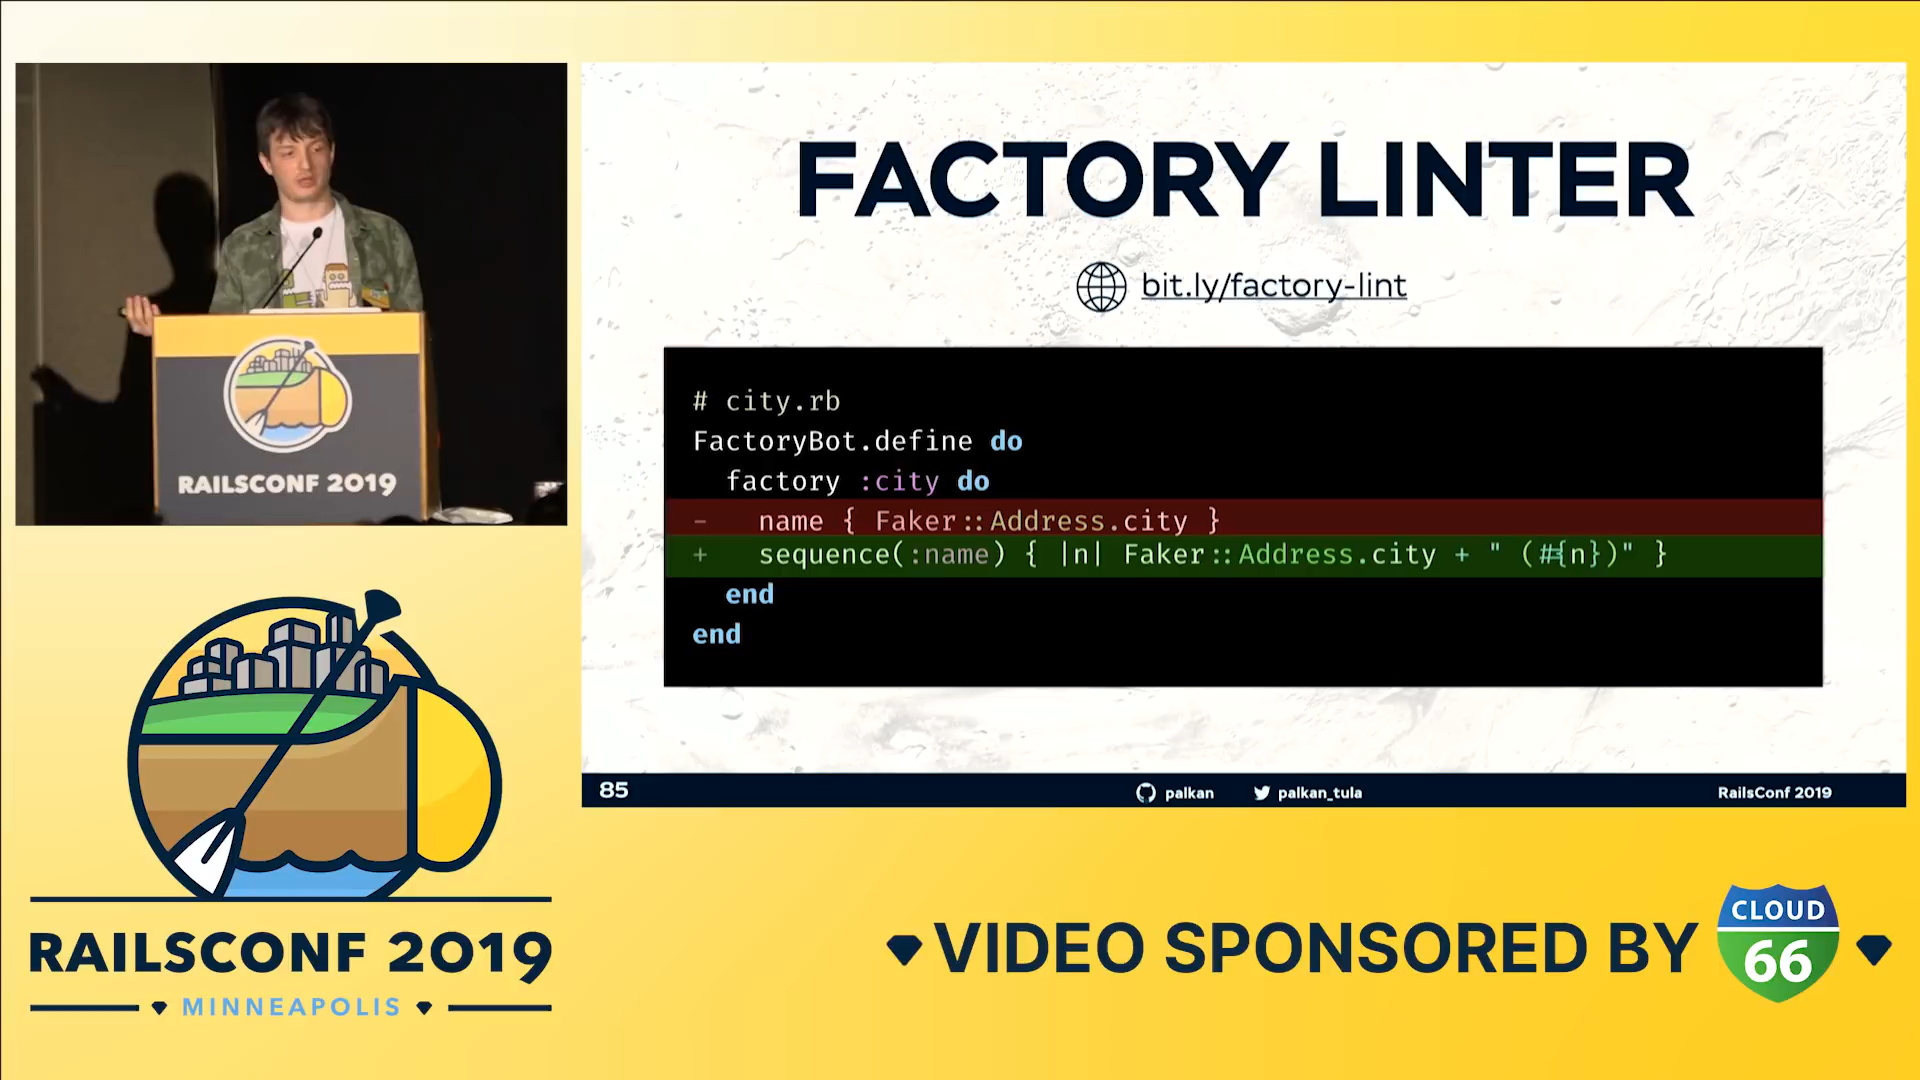 FACTORY LINTER
bit.ly/factory-lint
# city.rb
FactoryBot.define do
factory :city do
- name { Faker::Address.city }
+ sequence(:name) { |n| Faker::Address.city + " (#{n})" }
end
end
85
palkan
palkan_tula
RailsConf 2019
RAILSCONF 2019
RAILSCONF 2019
MINNEAPOLIS
VIDEO SPONSORED BY
CLOUD
66